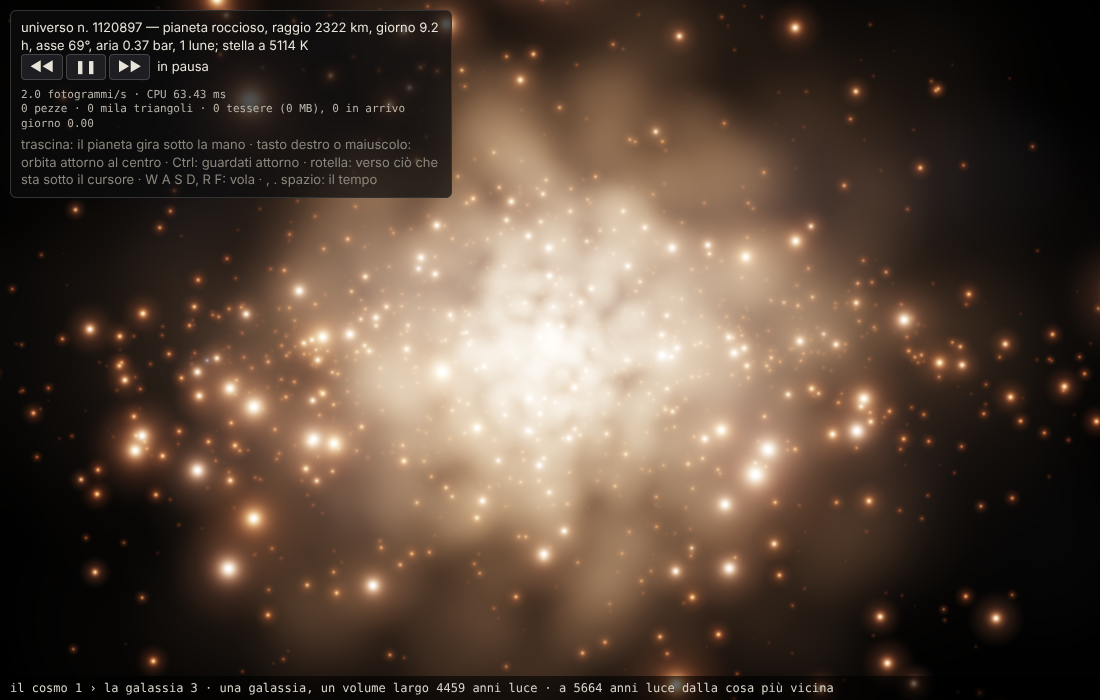 universo n. 1120897 — pianeta roccioso, raggio 2322 km, giorno 9.2
h, asse 69°, aria 0.37 bar, 1 lune; stella a 5114 K
in pausa
2.0 fotogrammi/s · CPU 63.43 ms
0 pezze · 0 mila triangoli · 0 tessere (0 MB), 0 in arrivo
giorno 0.00
trascina: il pianeta gira sotto la mano · tasto destro o maiuscolo:
orbita attorno al centro · Ctrl: guardati attorno · rotella: verso ciò che
sta sotto il cursore · W A S D, R F: vola · , . spazio: il tempo
il cosmo 1 › la galassia 3 · una galassia, un volume largo 4459 anni luce · a 5664 anni luce dalla cosa più vicina